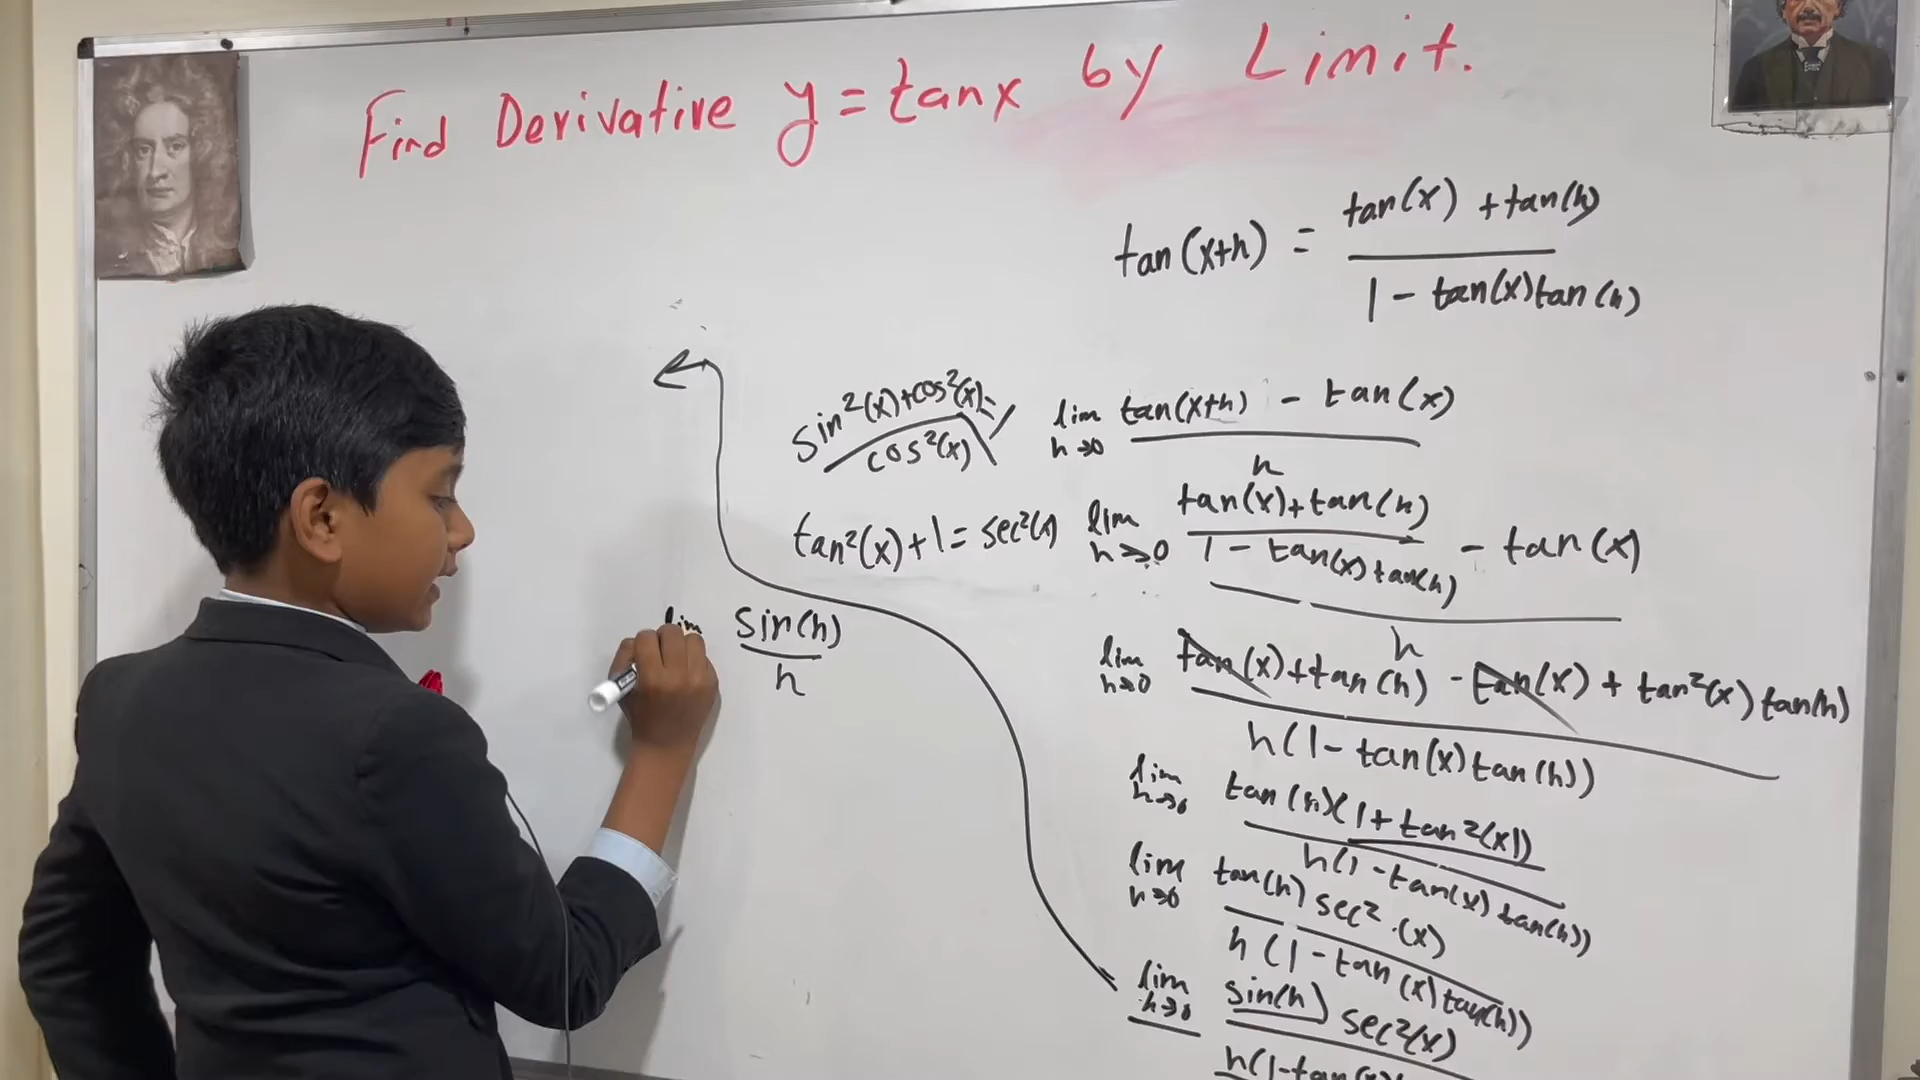 Find Derivative y = tanx by Limit.
tan(x+h) = tan(x) + tan(h)
1 - tan(x)tan(h)
sin²(x)+cos²(x)=1
cos²(x)
lim h→0 tan(x+h) - tan(x)
h
tan²(x)+1 = sec²(x)
lim h→0 tan(x)+tan(h)
1 - tan(x)tan(h)
- tan(x)
h
lim sin(h)
h
lim h→0 tan(x)+tan(h) - tan(x) + tan²(x)tan(h)
h(1-tan(x)tan(h))
lim h→0 tan(h)(1+tan²(x))
h(1-tan(x)tan(h))
lim h→0 tan(h) sec²(x)
h(1-tan(x)tan(h))
lim h→0 sin(h) sec²(x)